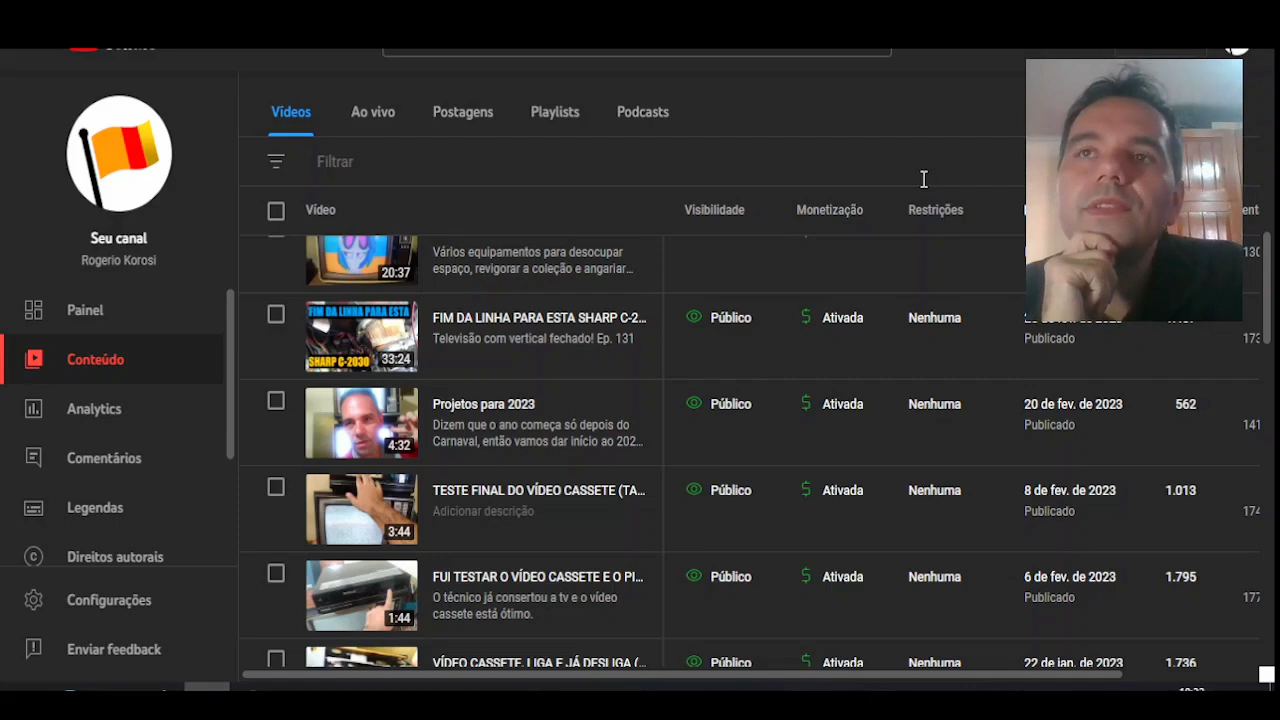 Vídeos
Ao vivo
Postagens
Playlists
Podcasts
Filtrar
Seu canal
Rogerio Korosi
Painel
Conteúdo
Analytics
Comentários
Legendas
Direitos autorais
Configurações
Enviar feedback
Vídeo
Visibilidade
Monetização
Restrições
20:37
Vários equipamentos para desocupar
espaço, revigorar a coleção e angariar...
FIM DA LINHA PARA ESTA
SHARP C-2030
33:24
FIM DA LINHA PARA ESTA SHARP C-2...
Televisão com vertical fechado! Ep. 131
Público
Ativada
Nenhuma
Publicado
4:32
Projetos para 2023
Dizem que o ano começa só depois do
Carnaval, então vamos dar início ao 202...
Público
Ativada
Nenhuma
20 de fev. de 2023
Publicado
562
3:44
TESTE FINAL DO VÍDEO CASSETE (TA...
Adicionar descrição
Público
Ativada
Nenhuma
8 de fev. de 2023
Publicado
1.013
1:44
FUI TESTAR O VÍDEO CASSETE E O PI...
O técnico já consertou a tv e o vídeo
cassete está ótimo.
Público
Ativada
Nenhuma
6 de fev. de 2023
Publicado
1.795
VÍDEO CASSETE, LIGA E JÁ DESLIGA (...
Público
Ativada
Nenhuma
22 de jan. de 2023
1.736